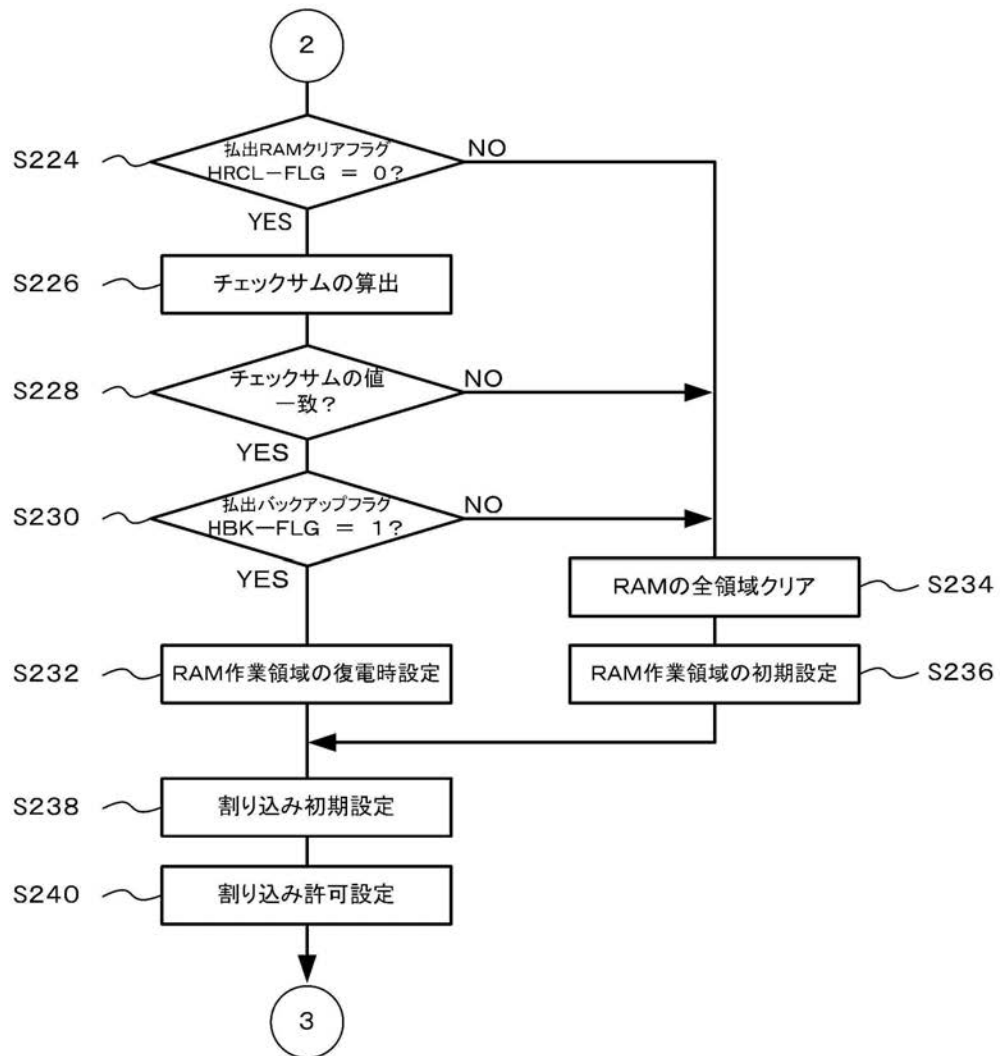 2
S224
払出RAMクリアフラグ
HRCL－FLG ＝ 0？
NO
YES
S226
チェックサムの算出
S228
チェックサムの値
一致？
NO
YES
S230
払出バックアップフラグ
HBK－FLG ＝ 1？
NO
YES
RAMの全領域クリア
S234
S232
RAM作業領域の復電時設定
RAM作業領域の初期設定
S236
S238
割り込み初期設定
S240
割り込み許可設定
3